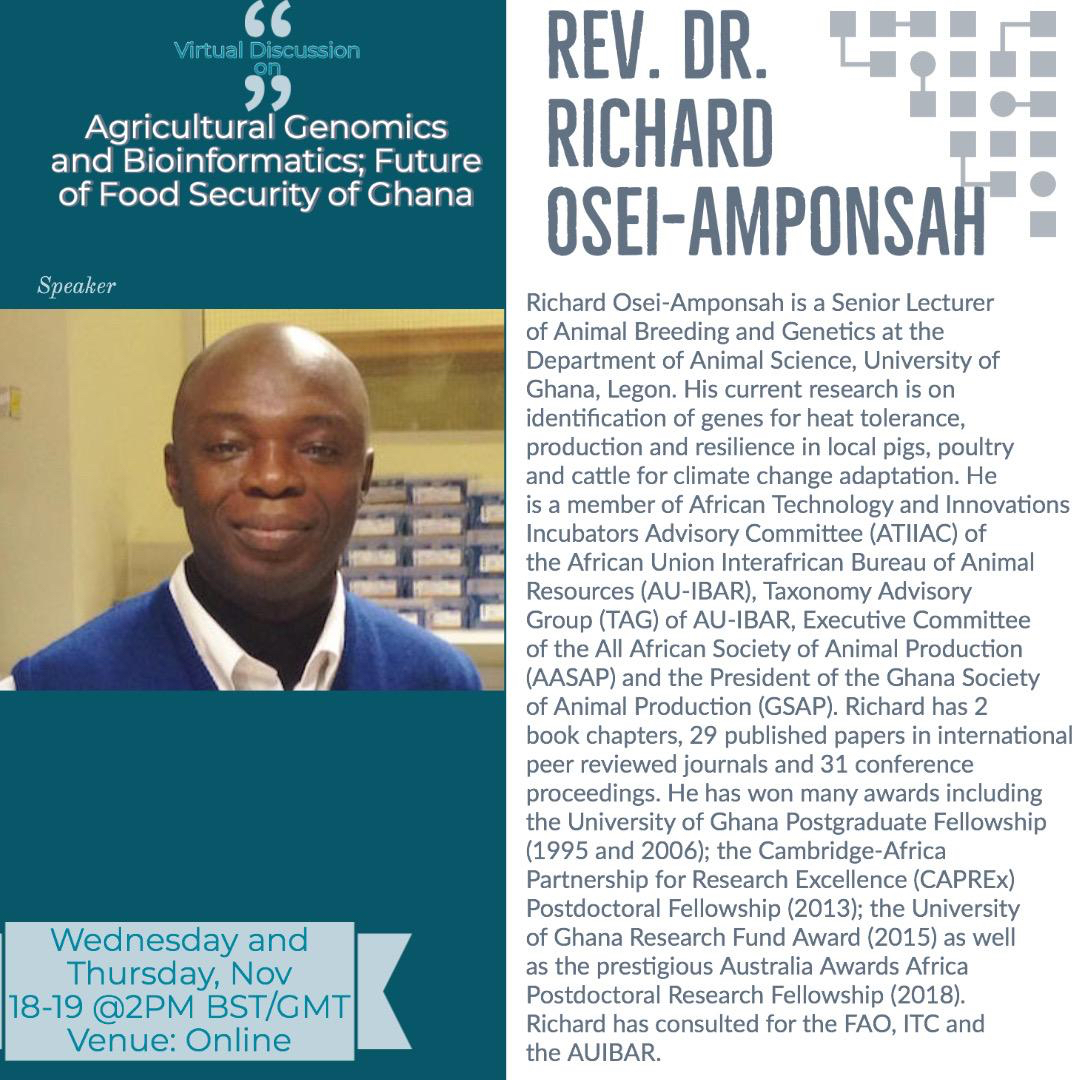 Virtual Discussion
on
Agricultural Genomics
and Bioinformatics; Future
of Food Security of Ghana
Speaker
Wednesday and
Thursday, Nov
18-19 @2PM BST/GMT
Venue: Online
REV. DR.
RICHARD
OSEI-AMPONSAH
Richard Osei-Amponsah is a Senior Lecturer
of Animal Breeding and Genetics at the
Department of Animal Science, University of
Ghana, Legon. His current research is on
identification of genes for heat tolerance,
production and resilience in local pigs, poultry
and cattle for climate change adaptation. He
is a member of African Technology and Innovations
Incubators Advisory Committee (ATIIAC) of
the African Union Interafrican Bureau of Animal
Resources (AU-IBAR), Taxonomy Advisory
Group (TAG) of AU-IBAR, Executive Committee
of the All African Society of Animal Production
(AASAP) and the President of the Ghana Society
of Animal Production (GSAP). Richard has 2
book chapters, 29 published papers in international
peer reviewed journals and 31 conference
proceedings. He has won many awards including
the University of Ghana Postgraduate Fellowship
(1995 and 2006); the Cambridge-Africa
Partnership for Research Excellence (CAPREx)
Postdoctoral Fellowship (2013); the University
of Ghana Research Fund Award (2015) as well
as the prestigious Australia Awards Africa
Postdoctoral Research Fellowship (2018).
Richard has consulted for the FAO, ITC and
the AUIBAR.